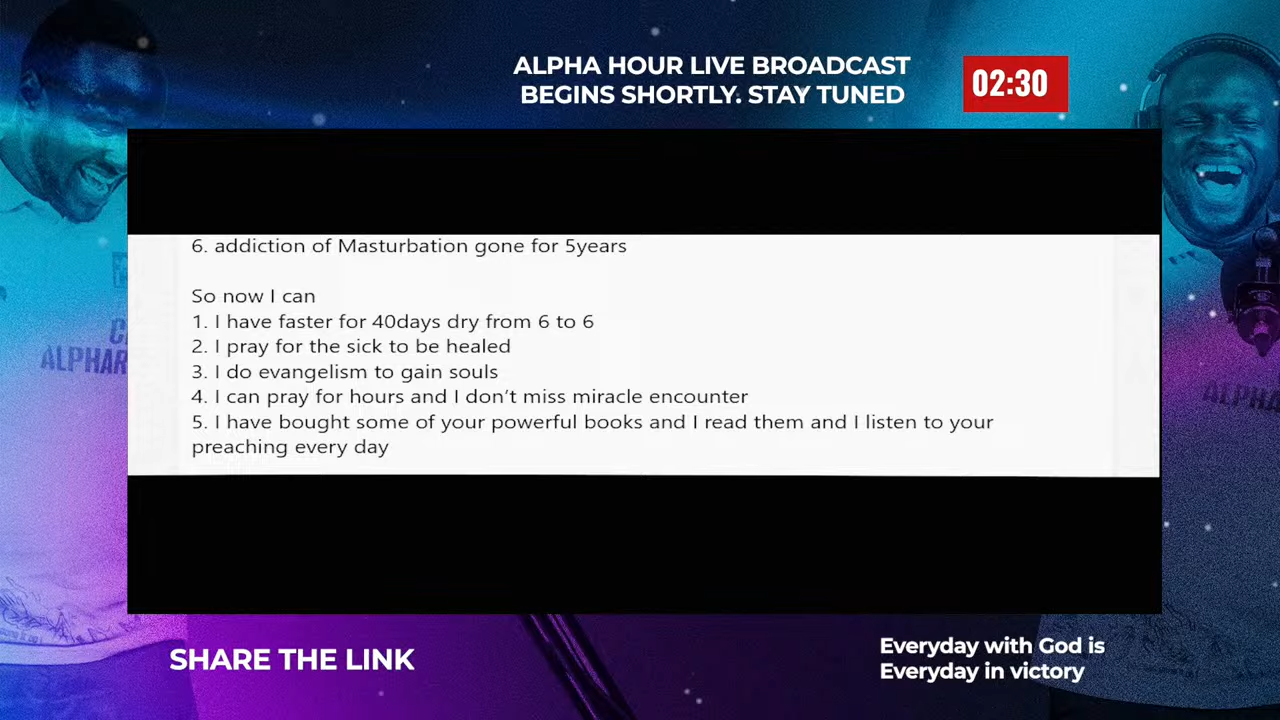 ALPHA HOUR LIVE BROADCAST
BEGINS SHORTLY. STAY TUNED
02:30
6. addiction of Masturbation gone for 5years
So now I can
1. I have faster for 40days dry from 6 to 6
2. I pray for the sick to be healed
3. I do evangelism to gain souls
4. I can pray for hours and I don't miss miracle encounter
5. I have bought some of your powerful books and I read them and I listen to your
preaching every day
SHARE THE LINK
Everyday with God is
Everyday in victory